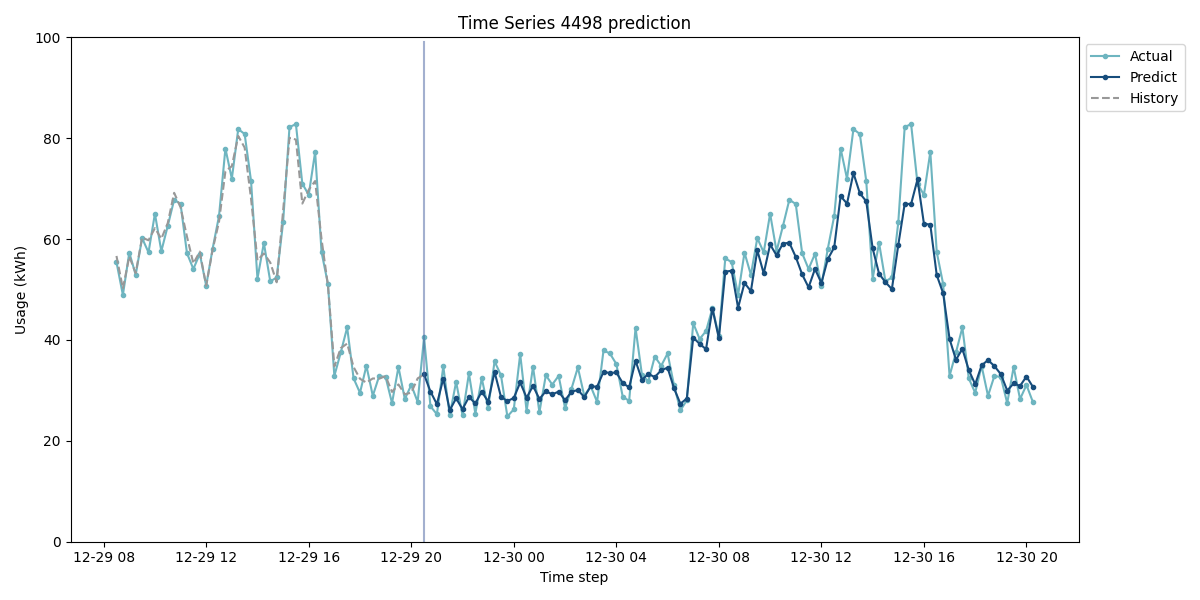 Time Series 4498 prediction
100
80
60
40
20
0
Usage (kWh)
12-29 08
12-29 12
12-29 16
12-29 20
12-30 00
12-30 04
12-30 08
12-30 12
12-30 16
12-30 20
Time step
Actual
Predict
History